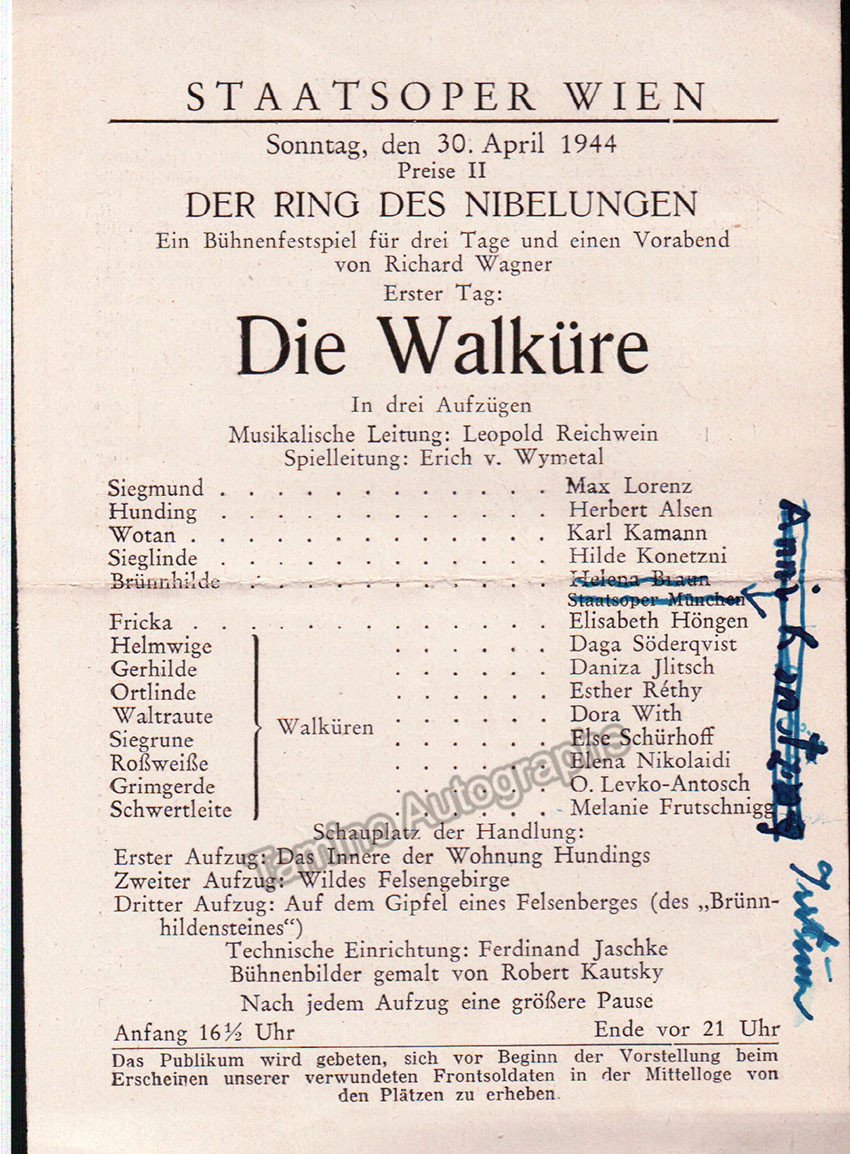 STAATSOPER WIEN
Sonntag, den 30. April 1944
Preise II
DER RING DES NIBELUNGEN
Ein Bühnenfestspiel für drei Tage und einen Vorabend
von Richard Wagner
Erster Tag:
Die Walküre
In drei Aufzügen
Musikalische Leitung: Leopold Reichwein
Spielleitung: Erich v. Wymetal
Siegmund . . . . . . . . . . . . Max Lorenz
Hunding . . . . . . . . . . . . Herbert Alsen
Wotan . . . . . . . . . . . . . Karl Kamann
Sieglinde . . . . . . . . . . . . Hilde Konetzni
Brünnhilde . . . . . . . . . . . Helena Braun
Staatsoper München
Fricka . . . . . . . . . . . . . Elisabeth Höngen
Helmwige . . . . . . Daga Söderqvist
Gerhilde . . . . . . Daniza Jlitsch
Ortlinde . . . . . . Esther Réthy
Waltraute . . . . . . Dora With
Walküren
Siegrune . . . . . . Else Schürhoff
Roßweiße . . . . . . Elena Nikolaidi
Grimgerde . . . . . . O. Levko-Antosch
Schwertleite . . . . . . Melanie Frutschnigg
Schauplatz der Handlung:
Erster Aufzug: Das Innere der Wohnung Hundings
Zweiter Aufzug: Wildes Felsengebirge
Dritter Aufzug: Auf dem Gipfel eines Felsenberges (des „Brünn-
hildensteines“)
Technische Einrichtung: Ferdinand Jaschke
Bühnenbilder gemalt von Robert Kautsky
Nach jedem Aufzug eine größere Pause
Anfang 16½ Uhr Ende vor 21 Uhr
Das Publikum wird gebeten, sich vor Beginn der Vorstellung beim
Erscheinen unserer verwundeten Frontsoldaten in der Mittelloge von
den Plätzen zu erheben.
Anni
Tamino Autographs